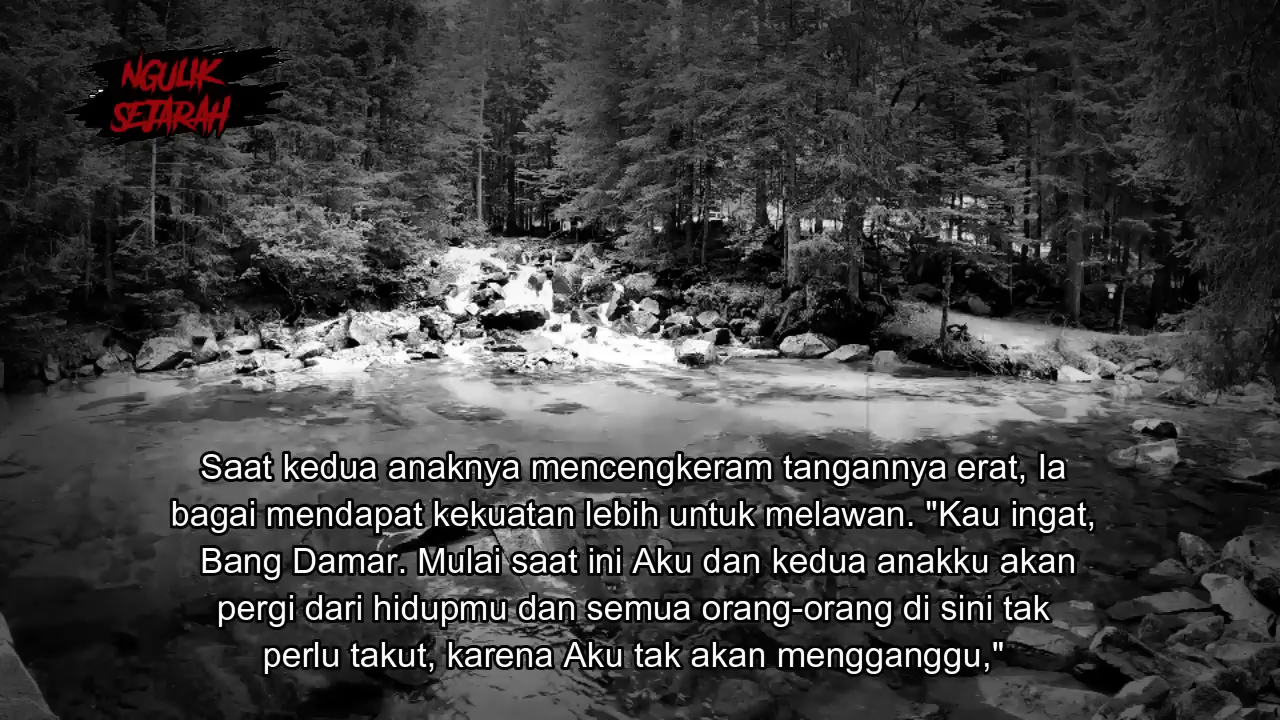 NGULIK
SEJARAH
Saat kedua anaknya mencengkeram tangannya erat, Ia
bagai mendapat kekuatan lebih untuk melawan. "Kau ingat,
Bang Damar. Mulai saat ini Aku dan kedua anakku akan
pergi dari hidupmu dan semua orang-orang di sini tak
perlu takut, karena Aku tak akan mengganggu,"